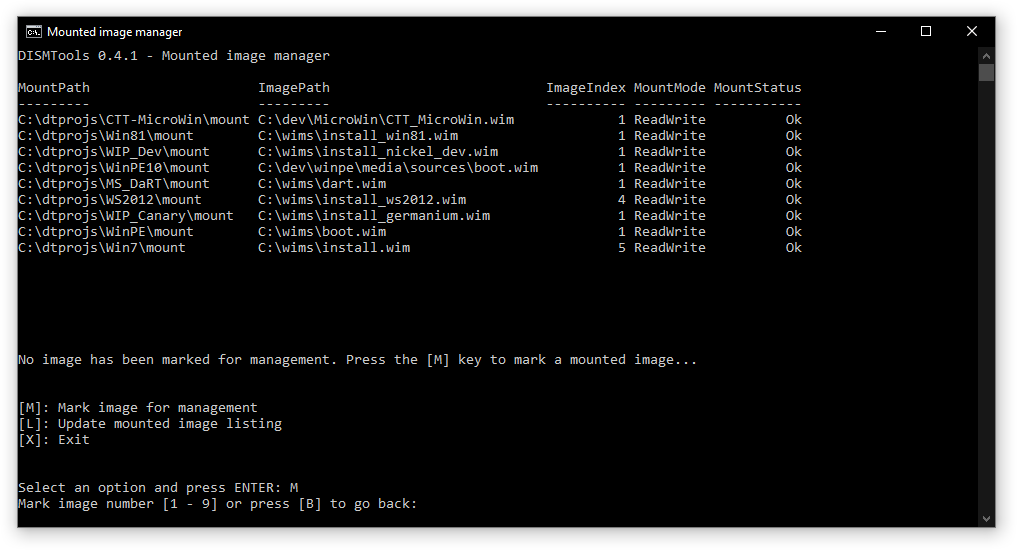 Mounted image manager
DISMTools 0.4.1 - Mounted image manager
MountPath                     ImagePath                           ImageIndex MountMode MountStatus
---------                     ---------                           ---------- --------- -----------
C:\dtprojs\CTT-MicroWin\mount C:\dev\MicroWin\CTT_MicroWin.wim             1 ReadWrite          Ok
C:\dtprojs\Win81\mount        C:\wims\install_win81.wim                    1 ReadWrite          Ok
C:\dtprojs\WIP_Dev\mount      C:\wims\install_nickel_dev.wim               1 ReadWrite          Ok
C:\dtprojs\WinPE10\mount      C:\dev\winpe\media\sources\boot.wim          1 ReadWrite          Ok
C:\dtprojs\MS_DaRT\mount      C:\wims\dart.wim                             1 ReadWrite          Ok
C:\dtprojs\WS2012\mount       C:\wims\install_ws2012.wim                   4 ReadWrite          Ok
C:\dtprojs\WIP_Canary\mount   C:\wims\install_germanium.wim                1 ReadWrite          Ok
C:\dtprojs\WinPE\mount        C:\wims\boot.wim                             1 ReadWrite          Ok
C:\dtprojs\Win7\mount         C:\wims\install.wim                          5 ReadWrite          Ok
No image has been marked for management. Press the [M] key to mark a mounted image...
[M]: Mark image for management
[L]: Update mounted image listing
[X]: Exit
Select an option and press ENTER: M
Mark image number [1 - 9] or press [B] to go back: